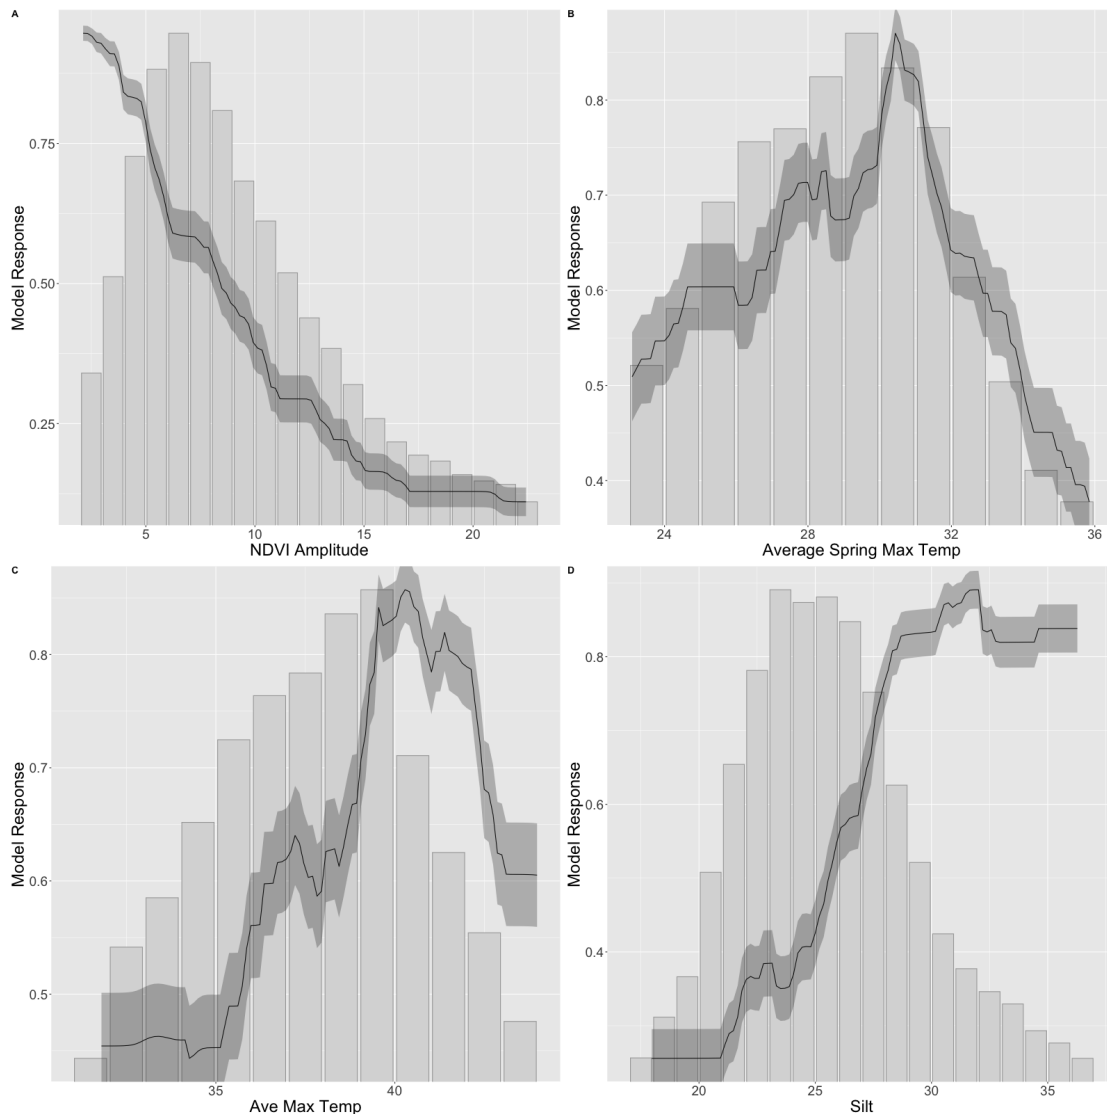 A
Model Response
0.75
0.50
0.25
5 10 15 20
NDVI Amplitude
B
Model Response
0.8
0.7
0.6
0.5
0.4
24 28 32 36
Average Spring Max Temp
C
Model Response
0.8
0.7
0.6
0.5
35 40
Ave Max Temp
D
Model Response
0.8
0.6
0.4
20 25 30 35
Silt